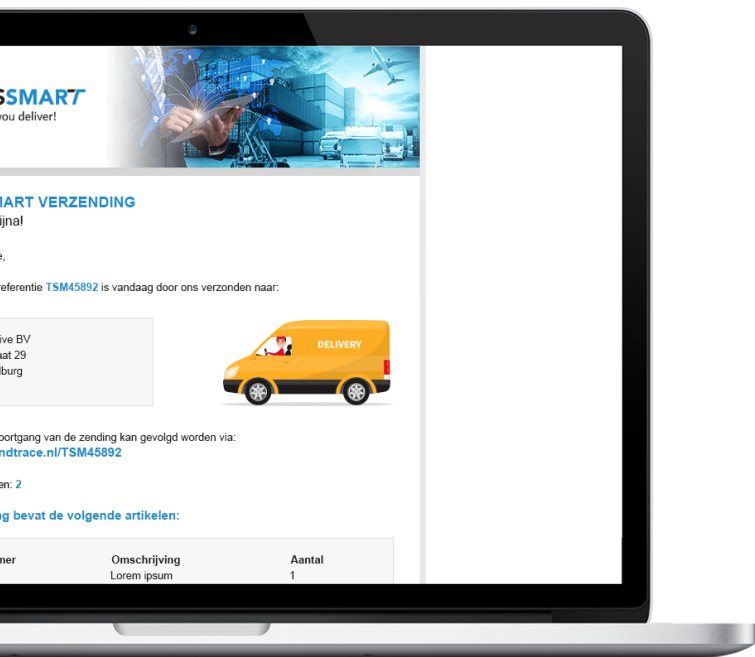 SSMART
you deliver!
MART VERZENDING
ijna!
e,
referentie TSM45892 is vandaag door ons verzonden naar:
ive BV
aat 29
lburg
DELIVERY
oortgang van de zending kan gevolgd worden via:
ndtrace.nl/TSM45892
en: 2
ng bevat de volgende artikelen:
mer Omschrijving Aantal
Lorem ipsum 1